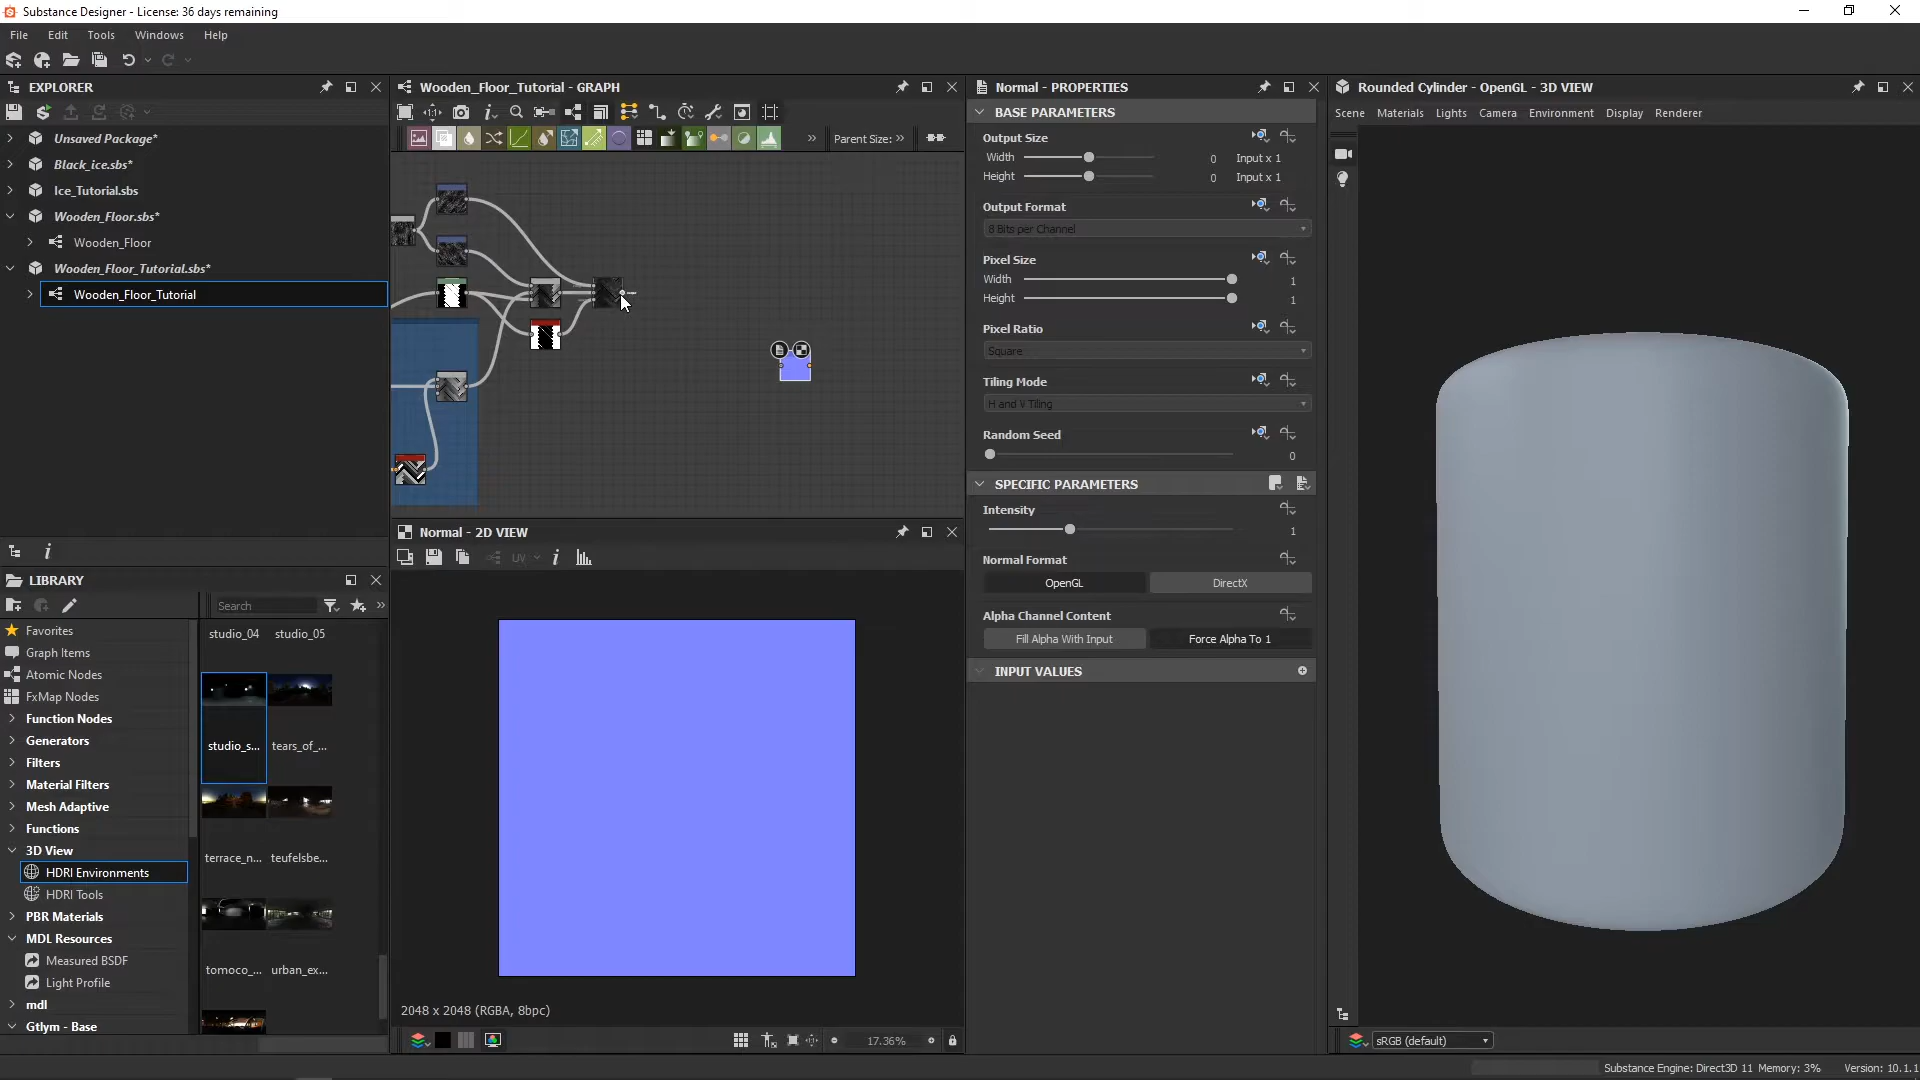 Substance Designer - License: 36 days remaining
File Edit Tools Windows Help
EXPLORER
Unsaved Package*
Black_ice.sbs*
Ice_Tutorial.sbs
Wooden_Floor.sbs*
Wooden_Floor
Wooden_Floor_Tutorial.sbs*
Wooden_Floor_Tutorial
LIBRARY
Search
Favorites
Graph Items
Atomic Nodes
FxMap Nodes
Function Nodes
Generators
Filters
Material Filters
Mesh Adaptive
Functions
3D View
HDRI Environments
HDRI Tools
PBR Materials
MDL Resources
Measured BSDF
Light Profile
mdl
Gtlym - Base
studio_04 studio_05
studio_s... tears_of_...
terrace_n... teufelsbe...
tomoco_... urban_ex...
Wooden_Floor_Tutorial - GRAPH
Parent Size:
Normal - 2D VIEW
UV
2048 x 2048 (RGBA, 8bpc)
17.36%
Normal - PROPERTIES
BASE PARAMETERS
Output Size
Width 0 Input x 1
Height 0 Input x 1
Output Format
8 Bits per Channel
Pixel Size
Width 1
Height 1
Pixel Ratio
Square
Tiling Mode
H and V Tiling
Random Seed
0
SPECIFIC PARAMETERS
Intensity
1
Normal Format
OpenGL DirectX
Alpha Channel Content
Fill Alpha With Input Force Alpha To 1
INPUT VALUES
Rounded Cylinder - OpenGL - 3D VIEW
Scene Materials Lights Camera Environment Display Renderer
sRGB (default)
Substance Engine: Direct3D 11 Memory: 3% Version: 10.1.1